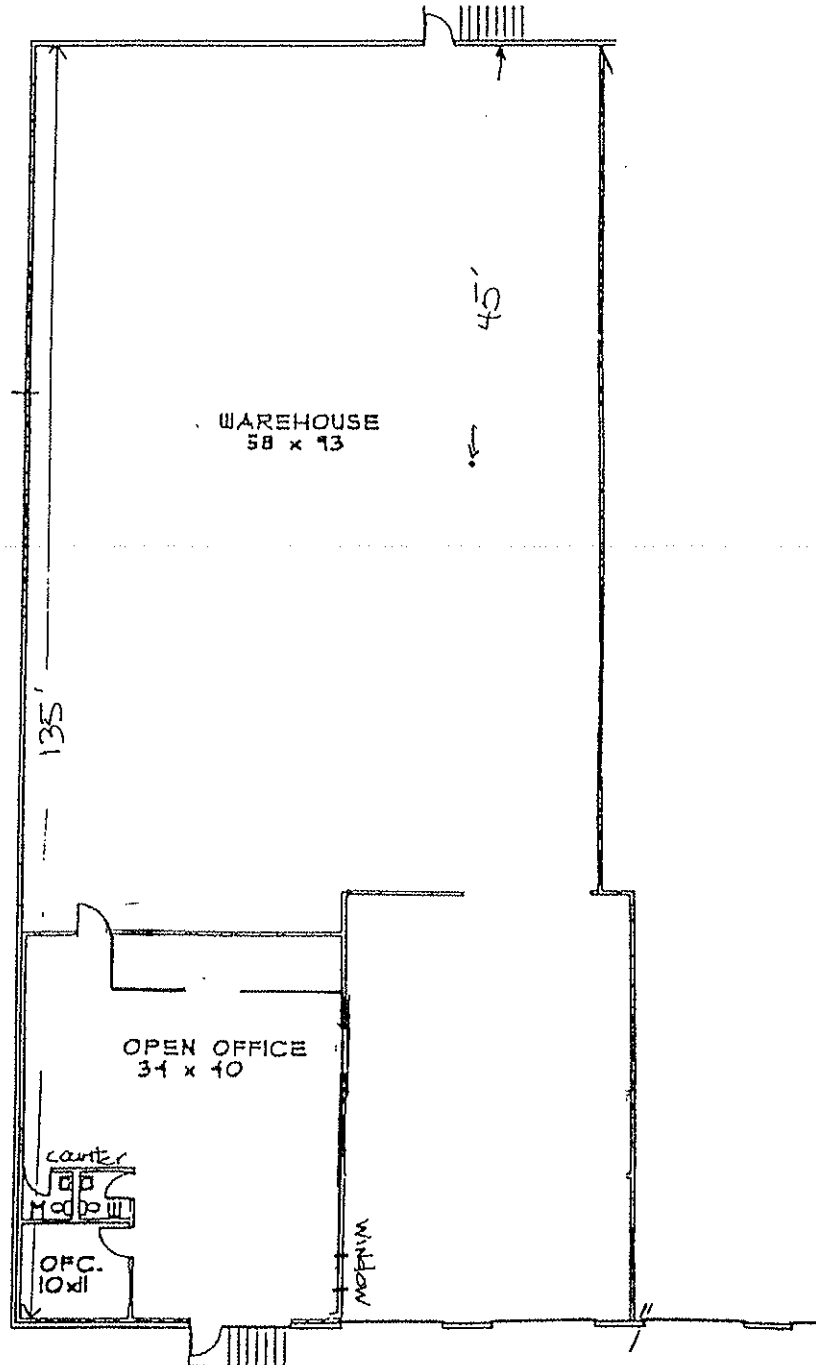 45'
WAREHOUSE
58 x 93
135'
OPEN OFFICE
34 x 40
counter
OFC.
10x11
WINDOW